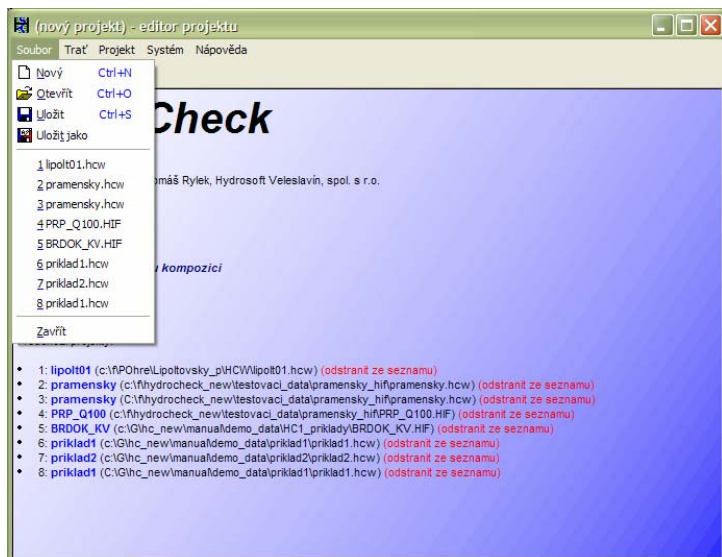 (nový projekt) - editor projektu
Soubor Trať Projekt Systém Nápověda
Nový Ctrl+N
Otevřít Ctrl+O
Uložit Ctrl+S
Uložit jako
1 lipolt01.hcw
2 pramensky.hcw
3 pramensky.hcw
4 PRP_Q100.HIF
5 BRDOK_KV.HIF
6 priklad1.hcw
7 priklad2.hcw
8 priklad1.hcw
Zavřít
Check
Rylek, Hydrosoft Veleslavín, spol. s r.o.
kompozici
• 1: lipolt01 (c:\f\POhre\Lipoltovsky_p\HCW\lipolt01.hcw) (odstranit ze seznamu)
• 2: pramensky (c:\f\hydrocheck_new\testovaci_data\pramensky_hif\pramensky.hcw) (odstranit ze seznamu)
• 3: pramensky (C:\f\hydrocheck_new\testovaci_data\pramensky_hif\pramensky.hcw) (odstranit ze seznamu)
• 4: PRP_Q100 (c:\f\hydrocheck_new\testovaci_data\pramensky_hif\PRP_Q100.HIF) (odstranit ze seznamu)
• 5: BRDOK_KV (c:\G\hc_new\manual\demo_data\HC1_priklady\BRDOK_KV.HIF) (odstranit ze seznamu)
• 6: priklad1 (c:\G\hc_new\manual\demo_data\priklad1\priklad1.hcw) (odstranit ze seznamu)
• 7: priklad2 (c:\G\hc_new\manual\demo_data\priklad2\priklad2.hcw) (odstranit ze seznamu)
• 8: priklad1 (C:\G\hc_new\manual\demo_data\priklad1\priklad1.hcw) (odstranit ze seznamu)